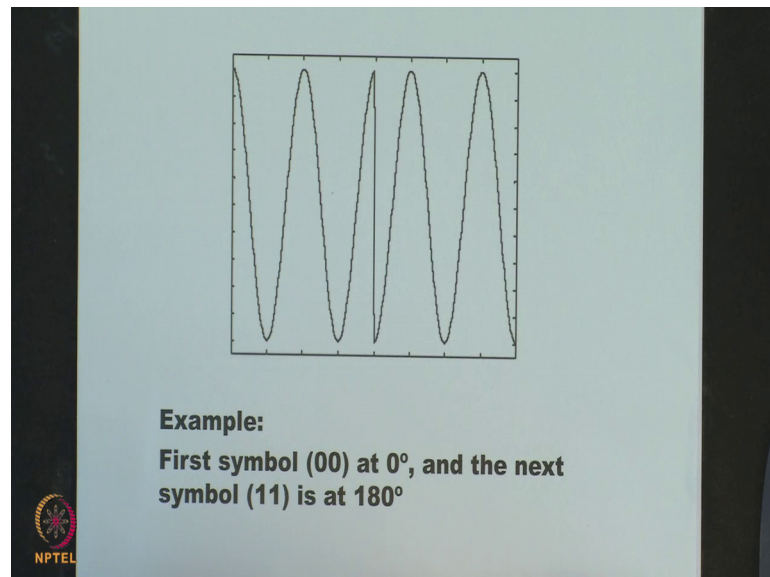 Example:
First symbol (00) at 0º, and the next
symbol (11) is at 180º
NPTEL